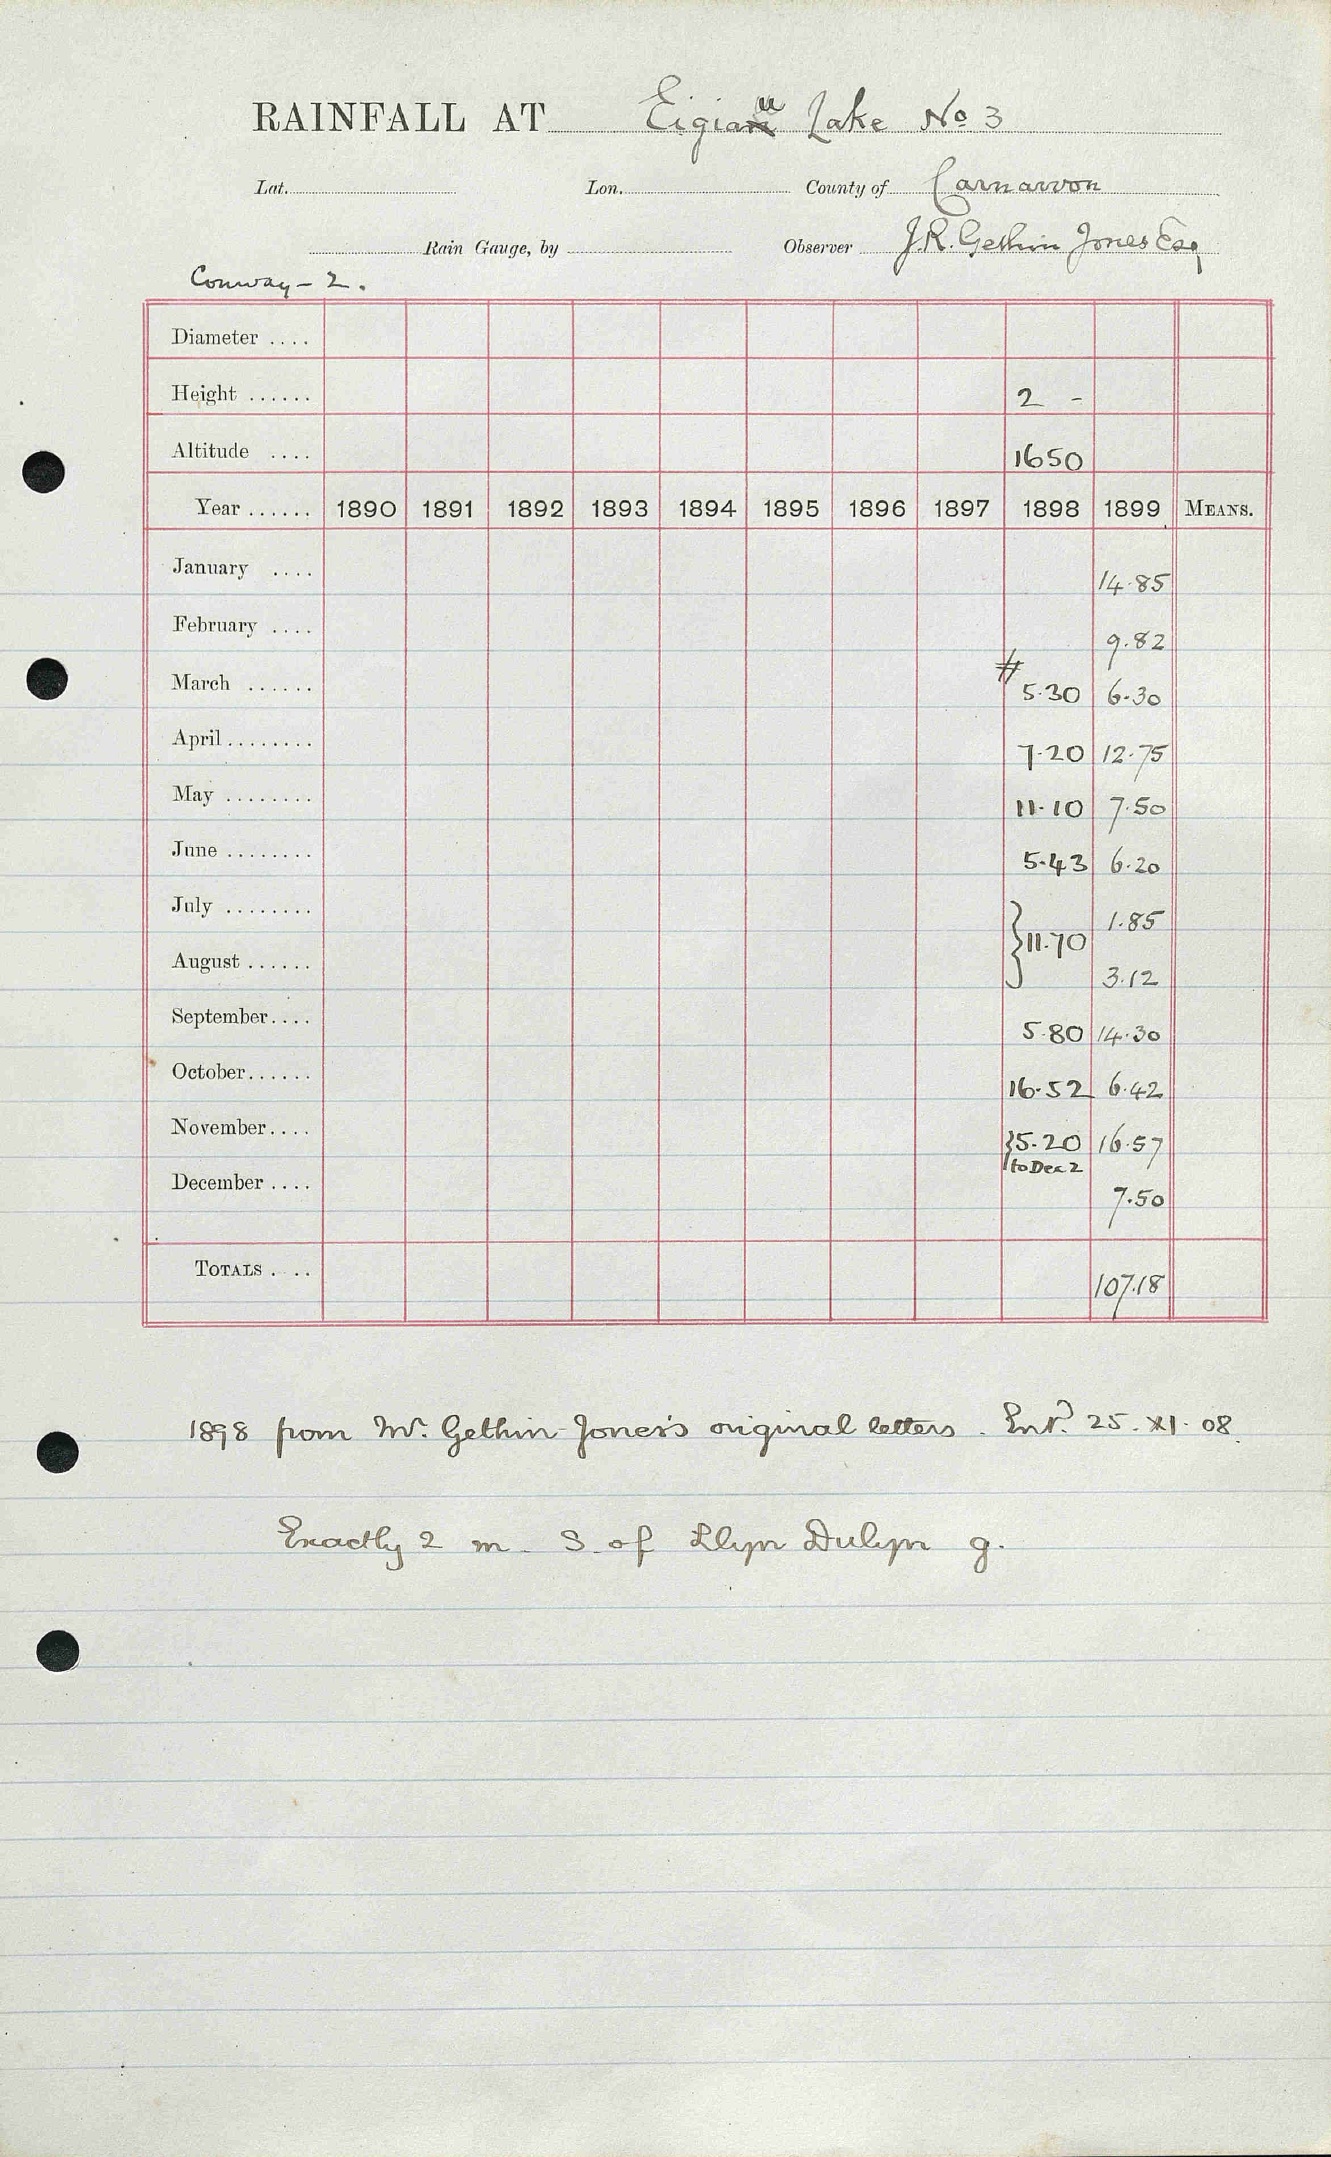 RAINFALL AT Eigiau Lake No 3
Lat. Lon. County of Carnarvon
Rain Gauge, by Observer J.R. Gethin Jones Esq
Conway - 2.
Diameter ....
Height ...... 2 -
Altitude .... 1650
Year ...... 1890 1891 1892 1893 1894 1895 1896 1897 1898 1899 MEANS.
January .... 14.85
February .... 9.82
March ...... # 5.30 6.30
April ........ 7.20 12.75
May ........ 11.10 7.50
June ........ 5.43 6.20
July ........ } 11.70 1.85
August ...... 3.12
September.... 5.80 14.30
October...... 16.52 6.42
November.... } 5.20 16.57
to Dec 2
December .... 7.50
TOTALS .... 107.18
1898 from Mr. Gethin Jones's original letters. Entd. 25. XI. 08.
Exactly 2 m. S. of Llyn Dulyn g.